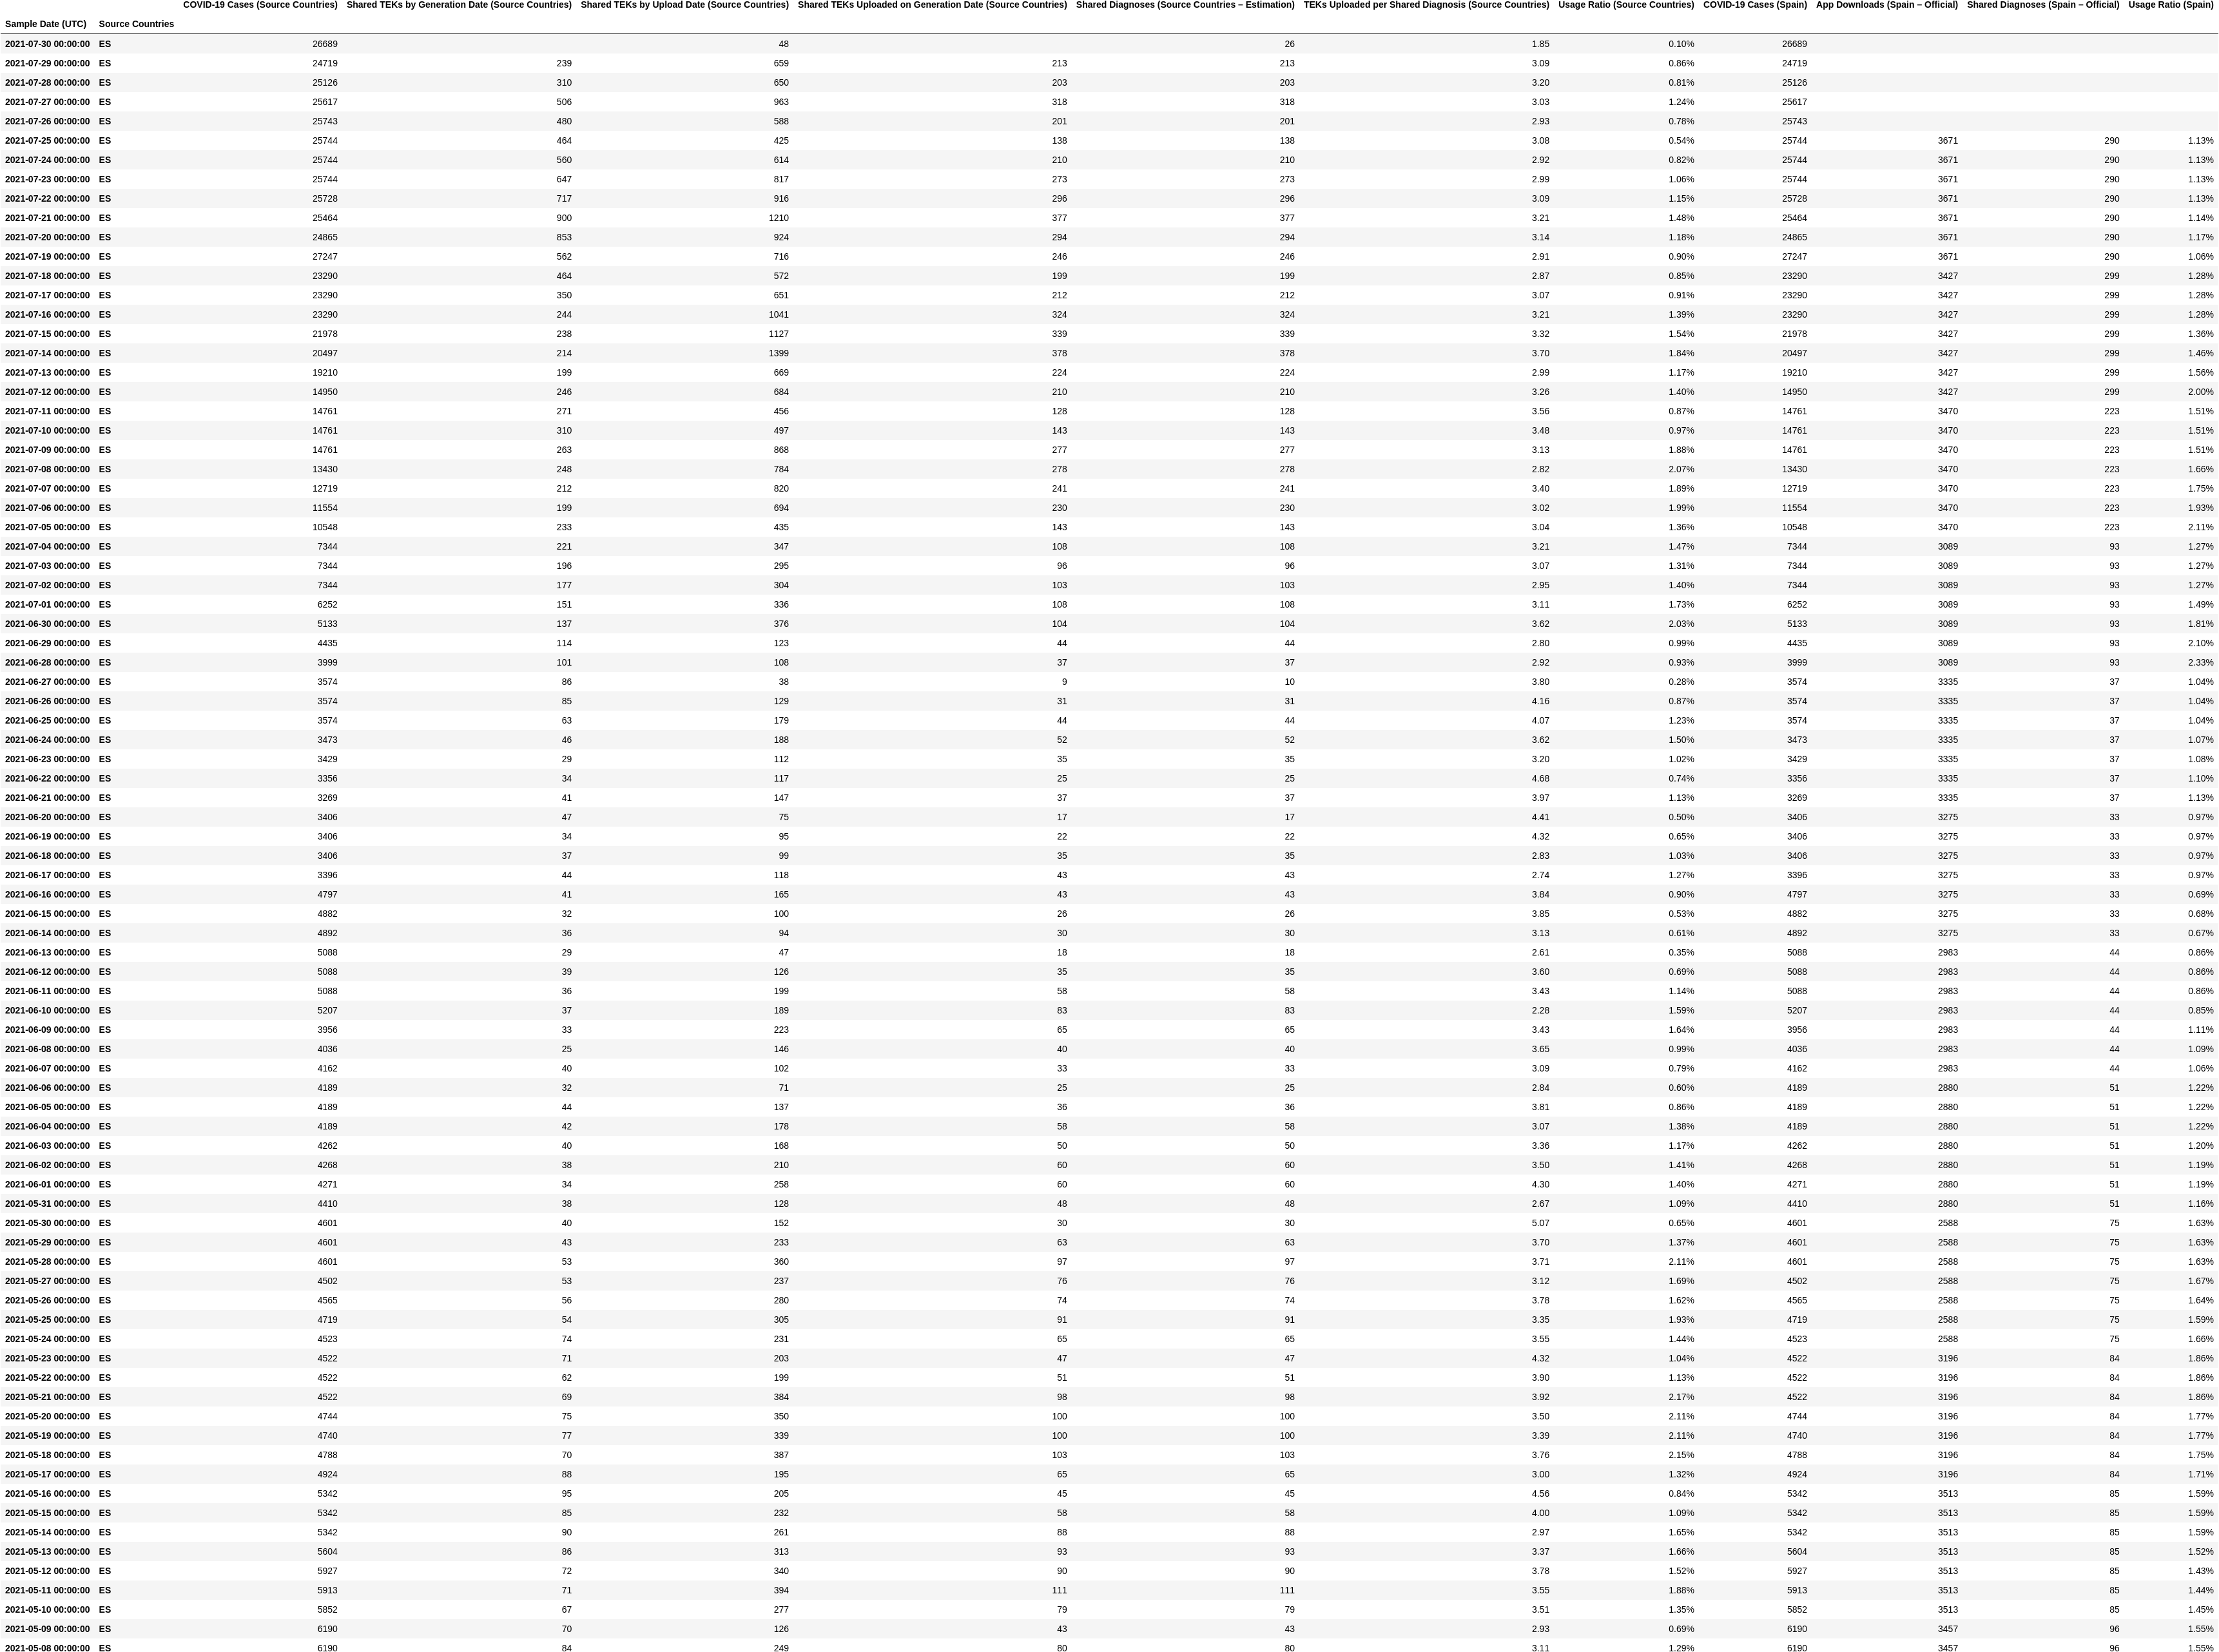 COVID-19 Cases (Source Countries) Shared TEKs by Generation Date (Source Countries) Shared TEKs by Upload Date (Source Countries) Shared TEKs Uploaded on Generation Date (Source Countries) Shared Diagnoses (Source Countries – Estimation) TEKs Uploaded per Shared Diagnosis (Source Countries) Usage Ratio (Source Countries) COVID-19 Cases (Spain) App Downloads (Spain – Official) Shared Diagnoses (Spain – Official) Usage Ratio (Spain)
Sample Date (UTC) Source Countries
2021-07-30 00:00:00 ES 26689 48 26 1.85 0.10% 26689
2021-07-29 00:00:00 ES 24719 239 659 213 213 3.09 0.86% 24719
2021-07-28 00:00:00 ES 25126 310 650 203 203 3.20 0.81% 25126
2021-07-27 00:00:00 ES 25617 506 963 318 318 3.03 1.24% 25617
2021-07-26 00:00:00 ES 25743 480 588 201 201 2.93 0.78% 25743
2021-07-25 00:00:00 ES 25744 464 425 138 138 3.08 0.54% 25744 3671 290 1.13%
2021-07-24 00:00:00 ES 25744 560 614 210 210 2.92 0.82% 25744 3671 290 1.13%
2021-07-23 00:00:00 ES 25744 647 817 273 273 2.99 1.06% 25744 3671 290 1.13%
2021-07-22 00:00:00 ES 25728 717 916 296 296 3.09 1.15% 25728 3671 290 1.13%
2021-07-21 00:00:00 ES 25464 900 1210 377 377 3.21 1.48% 25464 3671 290 1.14%
2021-07-20 00:00:00 ES 24865 853 924 294 294 3.14 1.18% 24865 3671 290 1.17%
2021-07-19 00:00:00 ES 27247 562 716 246 246 2.91 0.90% 27247 3671 290 1.06%
2021-07-18 00:00:00 ES 23290 464 572 199 199 2.87 0.85% 23290 3427 299 1.28%
2021-07-17 00:00:00 ES 23290 350 651 212 212 3.07 0.91% 23290 3427 299 1.28%
2021-07-16 00:00:00 ES 23290 244 1041 324 324 3.21 1.39% 23290 3427 299 1.28%
2021-07-15 00:00:00 ES 21978 238 1127 339 339 3.32 1.54% 21978 3427 299 1.36%
2021-07-14 00:00:00 ES 20497 214 1399 378 378 3.70 1.84% 20497 3427 299 1.46%
2021-07-13 00:00:00 ES 19210 199 669 224 224 2.99 1.17% 19210 3427 299 1.56%
2021-07-12 00:00:00 ES 14950 246 684 210 210 3.26 1.40% 14950 3427 299 2.00%
2021-07-11 00:00:00 ES 14761 271 456 128 128 3.56 0.87% 14761 3470 223 1.51%
2021-07-10 00:00:00 ES 14761 310 497 143 143 3.48 0.97% 14761 3470 223 1.51%
2021-07-09 00:00:00 ES 14761 263 868 277 277 3.13 1.88% 14761 3470 223 1.51%
2021-07-08 00:00:00 ES 13430 248 784 278 278 2.82 2.07% 13430 3470 223 1.66%
2021-07-07 00:00:00 ES 12719 212 820 241 241 3.40 1.89% 12719 3470 223 1.75%
2021-07-06 00:00:00 ES 11554 199 694 230 230 3.02 1.99% 11554 3470 223 1.93%
2021-07-05 00:00:00 ES 10548 233 435 143 143 3.04 1.36% 10548 3470 223 2.11%
2021-07-04 00:00:00 ES 7344 221 347 108 108 3.21 1.47% 7344 3089 93 1.27%
2021-07-03 00:00:00 ES 7344 196 295 96 96 3.07 1.31% 7344 3089 93 1.27%
2021-07-02 00:00:00 ES 7344 177 304 103 103 2.95 1.40% 7344 3089 93 1.27%
2021-07-01 00:00:00 ES 6252 151 336 108 108 3.11 1.73% 6252 3089 93 1.49%
2021-06-30 00:00:00 ES 5133 137 376 104 104 3.62 2.03% 5133 3089 93 1.81%
2021-06-29 00:00:00 ES 4435 114 123 44 44 2.80 0.99% 4435 3089 93 2.10%
2021-06-28 00:00:00 ES 3999 101 108 37 37 2.92 0.93% 3999 3089 93 2.33%
2021-06-27 00:00:00 ES 3574 86 38 9 10 3.80 0.28% 3574 3335 37 1.04%
2021-06-26 00:00:00 ES 3574 85 129 31 31 4.16 0.87% 3574 3335 37 1.04%
2021-06-25 00:00:00 ES 3574 63 179 44 44 4.07 1.23% 3574 3335 37 1.04%
2021-06-24 00:00:00 ES 3473 46 188 52 52 3.62 1.50% 3473 3335 37 1.07%
2021-06-23 00:00:00 ES 3429 29 112 35 35 3.20 1.02% 3429 3335 37 1.08%
2021-06-22 00:00:00 ES 3356 34 117 25 25 4.68 0.74% 3356 3335 37 1.10%
2021-06-21 00:00:00 ES 3269 41 147 37 37 3.97 1.13% 3269 3335 37 1.13%
2021-06-20 00:00:00 ES 3406 47 75 17 17 4.41 0.50% 3406 3275 33 0.97%
2021-06-19 00:00:00 ES 3406 34 95 22 22 4.32 0.65% 3406 3275 33 0.97%
2021-06-18 00:00:00 ES 3406 37 99 35 35 2.83 1.03% 3406 3275 33 0.97%
2021-06-17 00:00:00 ES 3396 44 118 43 43 2.74 1.27% 3396 3275 33 0.97%
2021-06-16 00:00:00 ES 4797 41 165 43 43 3.84 0.90% 4797 3275 33 0.69%
2021-06-15 00:00:00 ES 4882 32 100 26 26 3.85 0.53% 4882 3275 33 0.68%
2021-06-14 00:00:00 ES 4892 36 94 30 30 3.13 0.61% 4892 3275 33 0.67%
2021-06-13 00:00:00 ES 5088 29 47 18 18 2.61 0.35% 5088 2983 44 0.86%
2021-06-12 00:00:00 ES 5088 39 126 35 35 3.60 0.69% 5088 2983 44 0.86%
2021-06-11 00:00:00 ES 5088 36 199 58 58 3.43 1.14% 5088 2983 44 0.86%
2021-06-10 00:00:00 ES 5207 37 189 83 83 2.28 1.59% 5207 2983 44 0.85%
2021-06-09 00:00:00 ES 3956 33 223 65 65 3.43 1.64% 3956 2983 44 1.11%
2021-06-08 00:00:00 ES 4036 25 146 40 40 3.65 0.99% 4036 2983 44 1.09%
2021-06-07 00:00:00 ES 4162 40 102 33 33 3.09 0.79% 4162 2983 44 1.06%
2021-06-06 00:00:00 ES 4189 32 71 25 25 2.84 0.60% 4189 2880 51 1.22%
2021-06-05 00:00:00 ES 4189 44 137 36 36 3.81 0.86% 4189 2880 51 1.22%
2021-06-04 00:00:00 ES 4189 42 178 58 58 3.07 1.38% 4189 2880 51 1.22%
2021-06-03 00:00:00 ES 4262 40 168 50 50 3.36 1.17% 4262 2880 51 1.20%
2021-06-02 00:00:00 ES 4268 38 210 60 60 3.50 1.41% 4268 2880 51 1.19%
2021-06-01 00:00:00 ES 4271 34 258 60 60 4.30 1.40% 4271 2880 51 1.19%
2021-05-31 00:00:00 ES 4410 38 128 48 48 2.67 1.09% 4410 2880 51 1.16%
2021-05-30 00:00:00 ES 4601 40 152 30 30 5.07 0.65% 4601 2588 75 1.63%
2021-05-29 00:00:00 ES 4601 43 233 63 63 3.70 1.37% 4601 2588 75 1.63%
2021-05-28 00:00:00 ES 4601 53 360 97 97 3.71 2.11% 4601 2588 75 1.63%
2021-05-27 00:00:00 ES 4502 53 237 76 76 3.12 1.69% 4502 2588 75 1.67%
2021-05-26 00:00:00 ES 4565 56 280 74 74 3.78 1.62% 4565 2588 75 1.64%
2021-05-25 00:00:00 ES 4719 54 305 91 91 3.35 1.93% 4719 2588 75 1.59%
2021-05-24 00:00:00 ES 4523 74 231 65 65 3.55 1.44% 4523 2588 75 1.66%
2021-05-23 00:00:00 ES 4522 71 203 47 47 4.32 1.04% 4522 3196 84 1.86%
2021-05-22 00:00:00 ES 4522 62 199 51 51 3.90 1.13% 4522 3196 84 1.86%
2021-05-21 00:00:00 ES 4522 69 384 98 98 3.92 2.17% 4522 3196 84 1.86%
2021-05-20 00:00:00 ES 4744 75 350 100 100 3.50 2.11% 4744 3196 84 1.77%
2021-05-19 00:00:00 ES 4740 77 339 100 100 3.39 2.11% 4740 3196 84 1.77%
2021-05-18 00:00:00 ES 4788 70 387 103 103 3.76 2.15% 4788 3196 84 1.75%
2021-05-17 00:00:00 ES 4924 88 195 65 65 3.00 1.32% 4924 3196 84 1.71%
2021-05-16 00:00:00 ES 5342 95 205 45 45 4.56 0.84% 5342 3513 85 1.59%
2021-05-15 00:00:00 ES 5342 85 232 58 58 4.00 1.09% 5342 3513 85 1.59%
2021-05-14 00:00:00 ES 5342 90 261 88 88 2.97 1.65% 5342 3513 85 1.59%
2021-05-13 00:00:00 ES 5604 86 313 93 93 3.37 1.66% 5604 3513 85 1.52%
2021-05-12 00:00:00 ES 5927 72 340 90 90 3.78 1.52% 5927 3513 85 1.43%
2021-05-11 00:00:00 ES 5913 71 394 111 111 3.55 1.88% 5913 3513 85 1.44%
2021-05-10 00:00:00 ES 5852 67 277 79 79 3.51 1.35% 5852 3513 85 1.45%
2021-05-09 00:00:00 ES 6190 70 126 43 43 2.93 0.69% 6190 3457 96 1.55%
2021-05-08 00:00:00 ES 6190 84 249 80 80 3.11 1.29% 6190 3457 96 1.55%